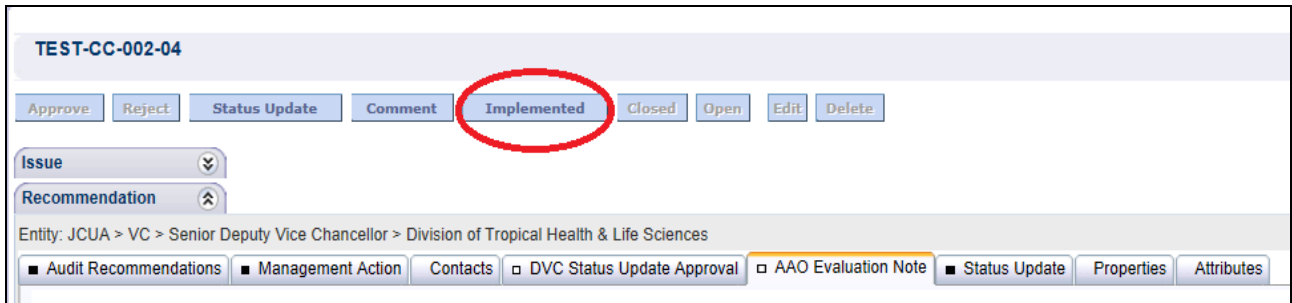 TEST-CC-002-04
Approve Reject Status Update Comment Implemented Closed Open Edit Delete
Issue
Recommendation
Entity: JCUA > VC > Senior Deputy Vice Chancellor > Division of Tropical Health & Life Sciences
Audit Recommendations Management Action Contacts DVC Status Update Approval AAO Evaluation Note Status Update Properties Attributes